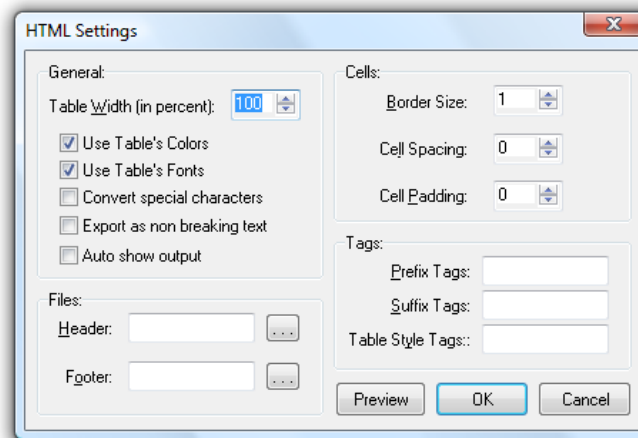 HTML Settings
General:
Table Width (in percent): 100
Use Table's Colors
Use Table's Fonts
Convert special characters
Export as non breaking text
Auto show output
Files:
Header: ...
Footer: ...
Cells:
Border Size: 1
Cell Spacing: 0
Cell Padding: 0
Tags:
Prefix Tags:
Suffix Tags:
Table Style Tags::
Preview OK Cancel